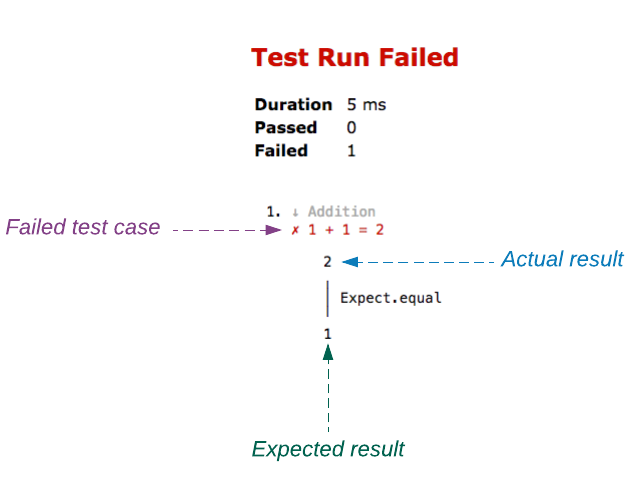 Test Run Failed
Duration 5 ms
Passed 0
Failed 1
1. ↓ Addition
Failed test case
✗ 1 + 1 = 2
2
Actual result
Expect.equal
1
Expected result